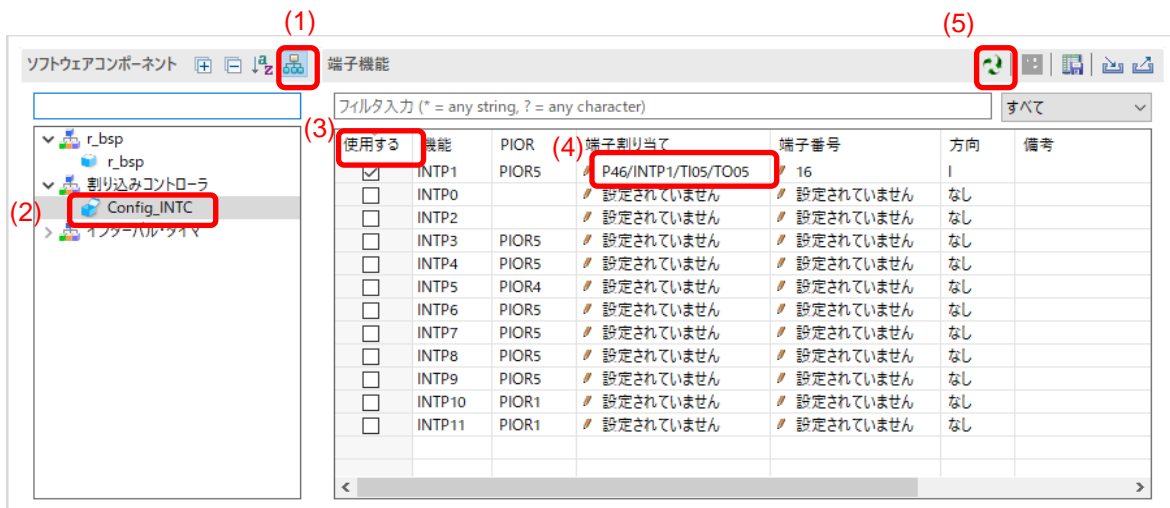 (1)
(5)
ソフトウェアコンポーネント
端子機能
フィルタ入力 (* = any string, ? = any character)
すべて
r_bsp
r_bsp
割り込みコントローラ
(2)
Config_INTC
インターバル・タイマ
(3)
(4)
使用する 機能 PIOR 端子割り当て 端子番号 方向 備考
INTP1 PIOR5 P46/INTP1/TI05/TO05 16 I
INTP0 設定されていません 設定されていません なし
INTP2 設定されていません 設定されていません なし
INTP3 PIOR5 設定されていません 設定されていません なし
INTP4 PIOR5 設定されていません 設定されていません なし
INTP5 PIOR4 設定されていません 設定されていません なし
INTP6 PIOR5 設定されていません 設定されていません なし
INTP7 PIOR5 設定されていません 設定されていません なし
INTP8 PIOR5 設定されていません 設定されていません なし
INTP9 PIOR5 設定されていません 設定されていません なし
INTP10 PIOR1 設定されていません 設定されていません なし
INTP11 PIOR1 設定されていません 設定されていません なし